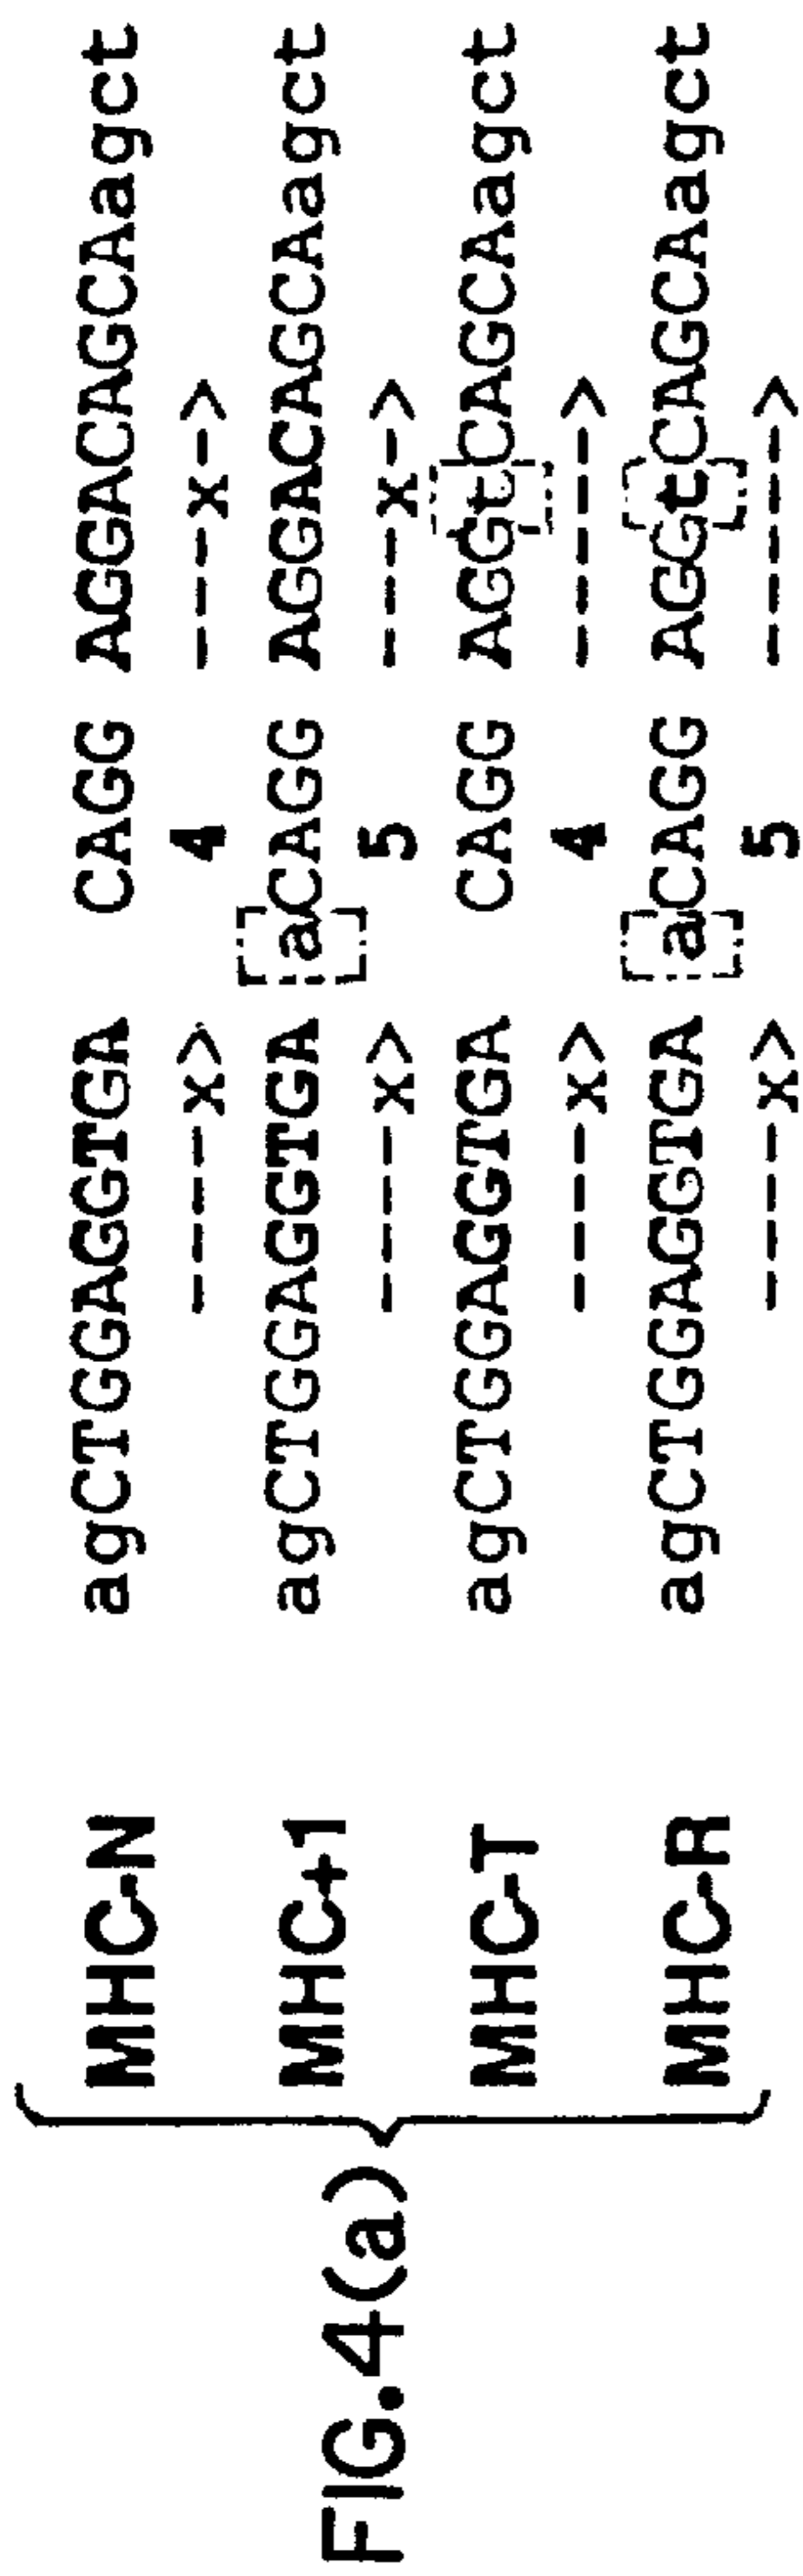 FIG.4(a)
MHC-N agCTGGAGGTGA CAGG AGGACAGCAagct
----x> 4 ---x->
MHC+1 agCTGGAGGTGA aCAGG AGGACAGCAagct
----x> 5 ---x->
MHC-T agCTGGAGGTGA CAGG AGGtCAGCAagct
----x> 4 ----->
MHC-R agCTGGAGGTGA aCAGG AGGtCAGCAagct
----x> 5 ----->